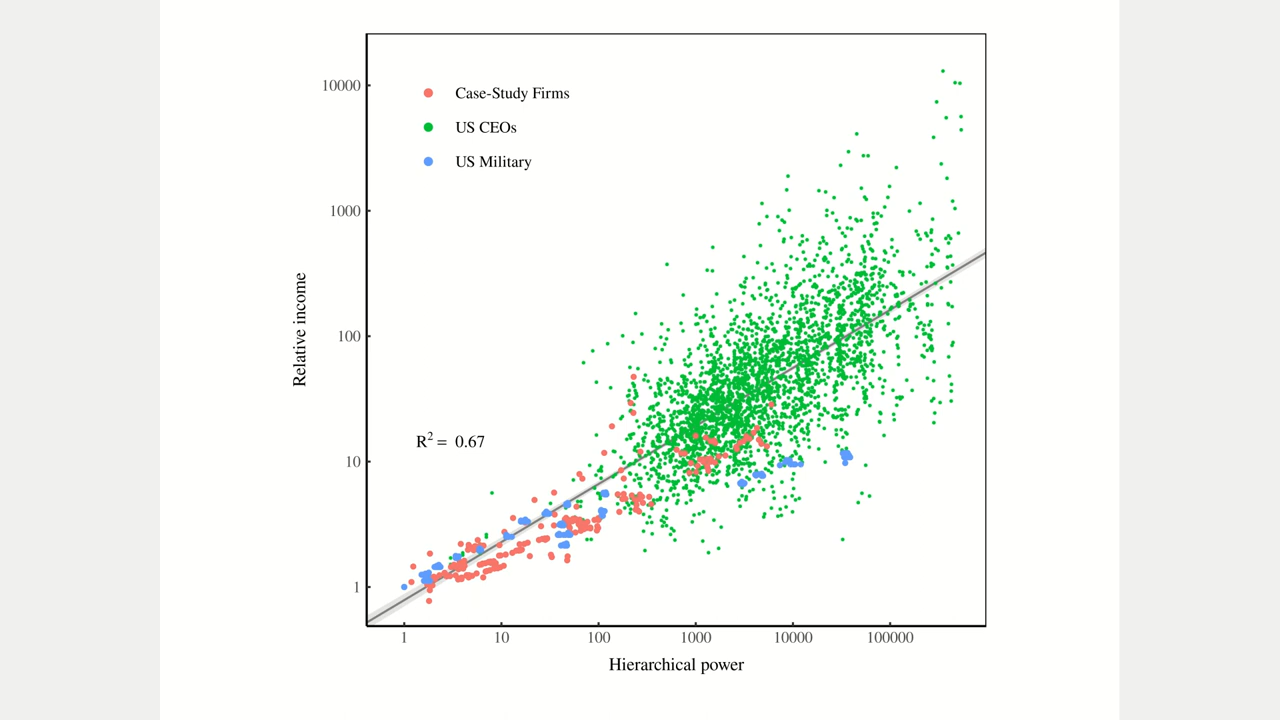 Case-Study Firms
US CEOs
US Military
R2 = 0.67
Relative income
10000
1000
100
10
1
1 10 100 1000 10000 100000
Hierarchical power